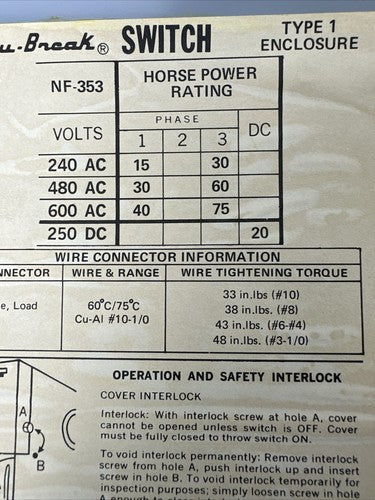 u-Break® SWITCH TYPE 1 ENCLOSURE
NF-353 HORSE POWER RATING
PHASE
VOLTS 1 2 3 DC
240 AC 15 30
480 AC 30 60
600 AC 40 75
250 DC 20
WIRE CONNECTOR INFORMATION
NNECTOR WIRE & RANGE WIRE TIGHTENING TORQUE
e, Load 60°C/75°C 33 in.lbs (#10)
Cu-Al #10-1/0 38 in.lbs (#8)
43 in.lbs (#6-#4)
48 in.lbs (#3-1/0)
OPERATION AND SAFETY INTERLOCK
COVER INTERLOCK
A
Interlock: With interlock screw at hole A, cover
cannot be opened unless switch is OFF. Cover
must be fully closed to throw switch ON.
B
To void interlock permanently: Remove interlock
screw from hole A, push interlock up and insert
screw in hole B. To void interlock temporarily for
inspection purposes; simply loosen screw in hole
A enough to